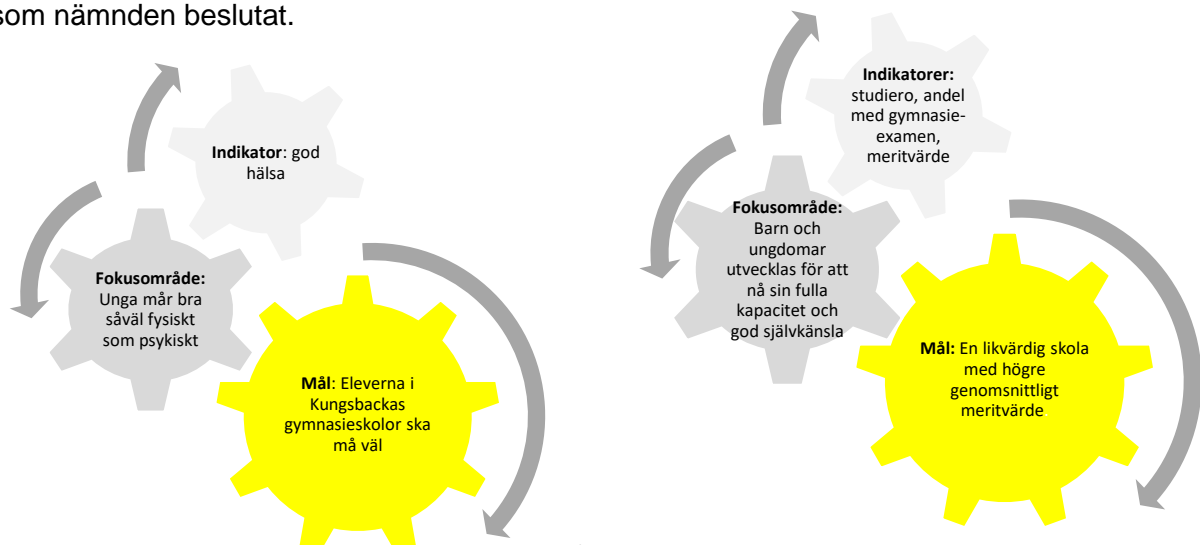 som nämnden beslutat.
Indikator: god
hälsa
Fokusområde:
Unga mår bra
såväl fysiskt
som psykiskt
Mål: Eleverna i
Kungsbackas
gymnasieskolor ska
må väl
Indikatorer:
studiero, andel
med gymnasie-
examen,
meritvärde
Fokusområde:
Barn och
ungdomar
utvecklas för att
nå sin fulla
kapacitet och
god självkänsla
Mål: En likvärdig skola
med högre
genomsnittligt
meritvärde